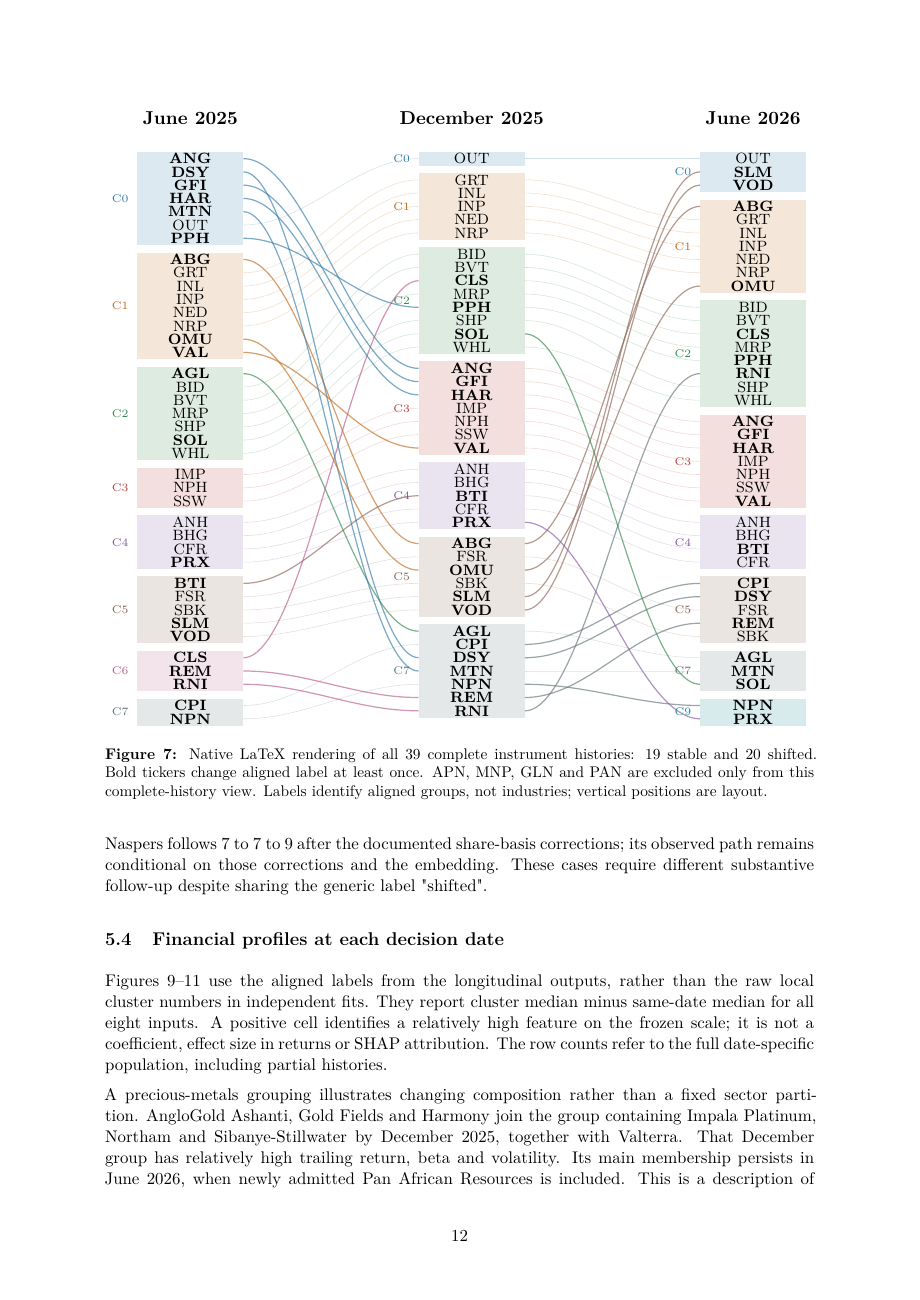 June 2025
December 2025
June 2026
C0
ANG
DSY
GFI
HAR
MTN
OUT
PPH
C1
ABG
GRT
INL
INP
NED
NRP
OMU
VAL
C2
AGL
BID
BVT
MRP
SHP
SOL
WHL
C3
IMP
NPH
SSW
C4
ANH
BHG
CFR
PRX
C5
BTI
FSR
SBK
SLM
VOD
C6
CLS
REM
RNI
C7
CPI
NPN
C0
OUT
C1
GRT
INL
INP
NED
NRP
C2
BID
BVT
CLS
MRP
PPH
SHP
SOL
WHL
C3
ANG
GFI
HAR
IMP
NPH
SSW
VAL
C4
ANH
BHG
BTI
CFR
PRX
C5
ABG
FSR
OMU
SBK
SLM
VOD
C7
AGL
CPI
DSY
MTN
NPN
REM
RNI
C0
OUT
SLM
VOD
C1
ABG
GRT
INL
INP
NED
NRP
OMU
C2
BID
BVT
CLS
MRP
PPH
RNI
SHP
WHL
C3
ANG
GFI
HAR
IMP
NPH
SSW
VAL
C4
ANH
BHG
BTI
CFR
C5
CPI
DSY
FSR
REM
SBK
C7
AGL
MTN
SOL
C9
NPN
PRX
Figure 7: Native LaTeX rendering of all 39 complete instrument histories: 19 stable and 20 shifted.
Bold tickers change aligned label at least once. APN, MNP, GLN and PAN are excluded only from this
complete-history view. Labels identify aligned groups, not industries; vertical positions are layout.
Naspers follows 7 to 7 to 9 after the documented share-basis corrections; its observed path remains
conditional on those corrections and the embedding. These cases require different substantive
follow-up despite sharing the generic label "shifted".
5.4 Financial profiles at each decision date
Figures 9–11 use the aligned labels from the longitudinal outputs, rather than the raw local
cluster numbers in independent fits. They report cluster median minus same-date median for all
eight inputs. A positive cell identifies a relatively high feature on the frozen scale; it is not a
coefficient, effect size in returns or SHAP attribution. The row counts refer to the full date-specific
population, including partial histories.
A precious-metals grouping illustrates changing composition rather than a fixed sector parti-
tion. AngloGold Ashanti, Gold Fields and Harmony join the group containing Impala Platinum,
Northam and Sibanye-Stillwater by December 2025, together with Valterra. That December
group has relatively high trailing return, beta and volatility. Its main membership persists in
June 2026, when newly admitted Pan African Resources is included. This is a description of
12